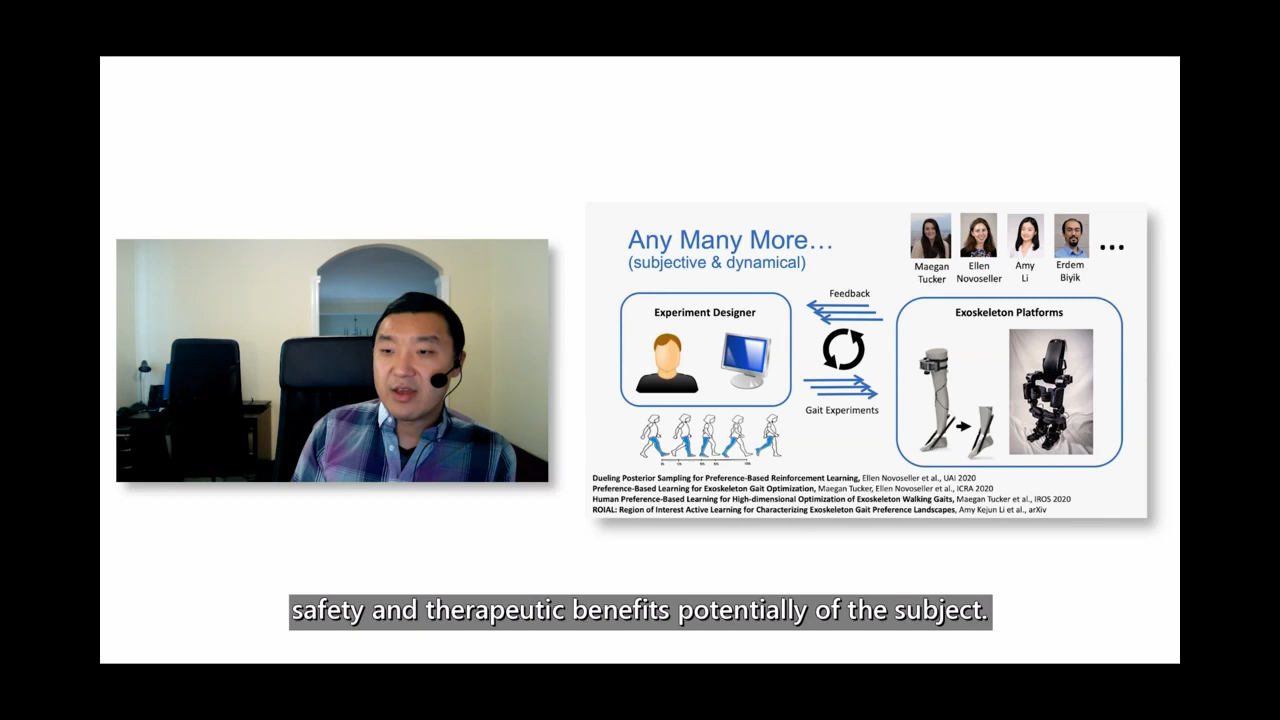 Any Many More...
(subjective & dynamical)
Maegan
Tucker
Ellen
Novoseller
Amy
Li
Erdem
Biyik
...
Experiment Designer
Feedback
Gait Experiments
Exoskeleton Platforms
Dueling Posterior Sampling for Preference-Based Reinforcement Learning, Ellen Novoseller et al., UAI 2020
Preference-Based Learning for Exoskeleton Gait Optimization, Maegan Tucker, Ellen Novoseller et al., ICRA 2020
Human Preference-Based Learning for High-dimensional Optimization of Exoskeleton Walking Gaits, Maegan Tucker et al., IROS 2020
ROIAL: Region of Interest Active Learning for Characterizing Exoskeleton Gait Preference Landscapes, Amy Kejun Li et al., arXiv
safety and therapeutic benefits potentially of the subject.